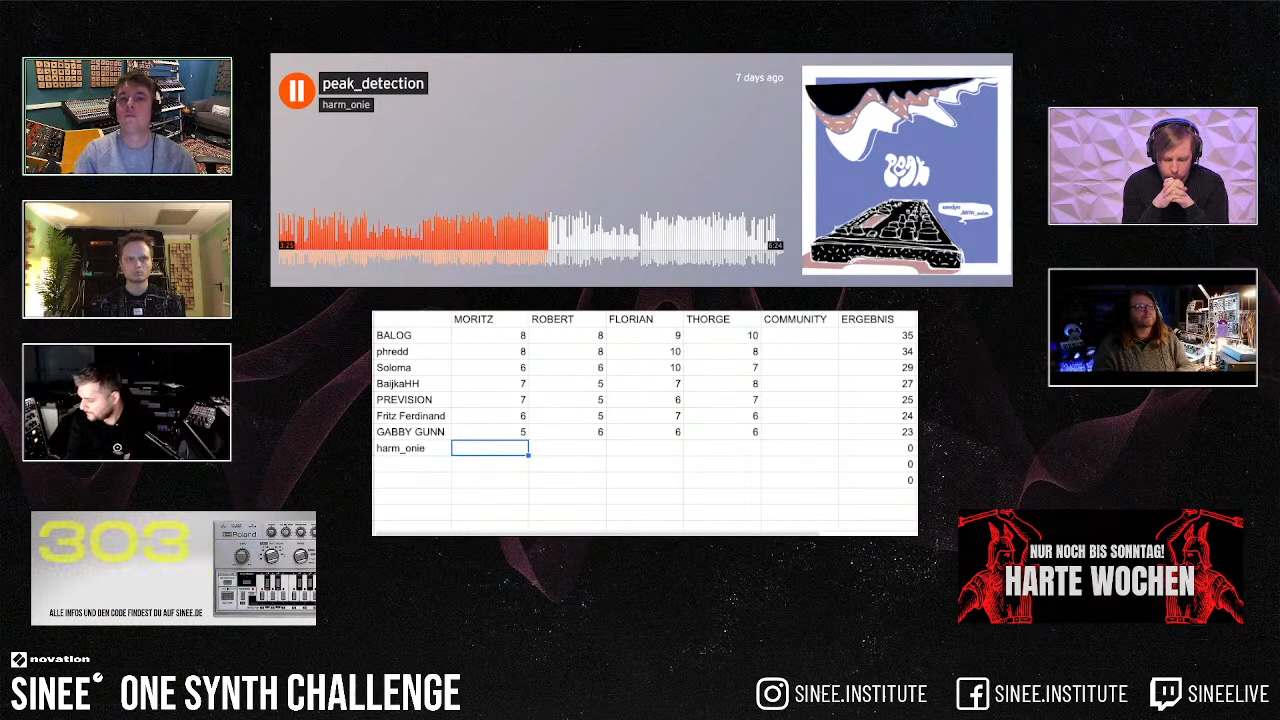 peak_detection
harm_onie
7 days ago
3:25
6:24
Peak
MORITZ ROBERT FLORIAN THORGE COMMUNITY ERGEBNIS
BALOG 8 8 9 10 35
phredd 8 8 10 8 34
Soloma 6 6 10 7 29
BaijkaHH 7 5 7 8 27
PREVISION 7 5 6 7 25
Fritz Ferdinand 6 5 7 6 24
GABBY GUNN 5 6 6 6 23
harm_onie 0
0
0
303
Roland
ALLE INFOS UND DEN CODE FINDEST DU AUF SINEE.DE
NUR NOCH BIS SONNTAG!
HARTE WOCHEN
novation
SINEE ONE SYNTH CHALLENGE
SINEE.INSTITUTE
SINEE.INSTITUTE
SINEELIVE